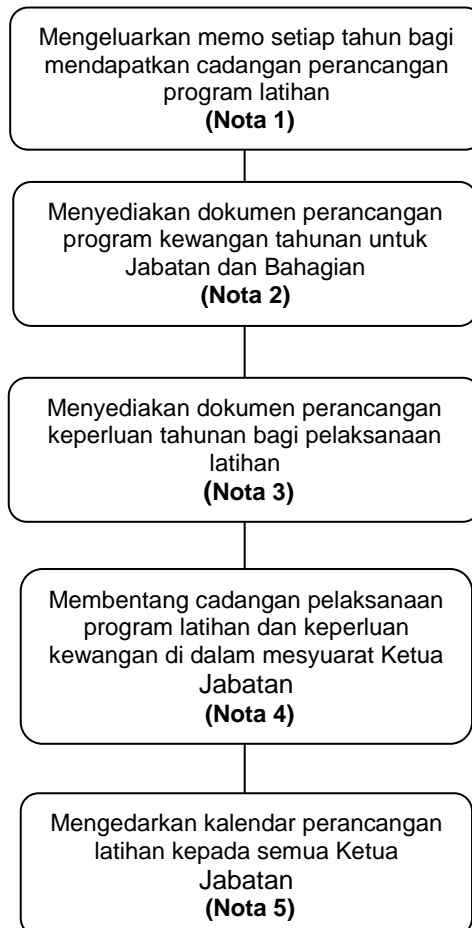 Mengeluarkan memo setiap tahun bagi
mendapatkan cadangan perancangan
program latihan
(Nota 1)
Menyediakan dokumen perancangan
program kewangan tahunan untuk
Jabatan dan Bahagian
(Nota 2)
Menyediakan dokumen perancangan
keperluan tahunan bagi pelaksanaan
latihan
(Nota 3)
Membentang cadangan pelaksanaan
program latihan dan keperluan
kewangan di dalam mesyuarat Ketua
Jabatan
(Nota 4)
Mengedarkan kalendar perancangan
latihan kepada semua Ketua
Jabatan
(Nota 5)